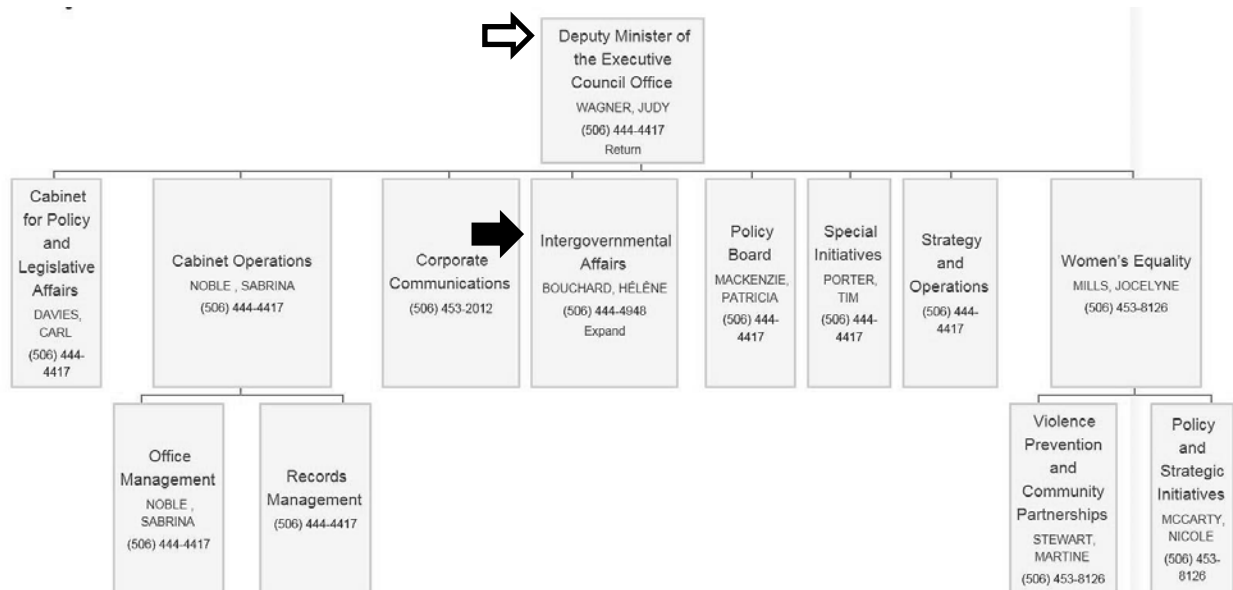 Deputy Minister of
the Executive
Council Office
WAGNER, JUDY
(506) 444-4417
Return
Cabinet
for Policy
and
Legislative
Affairs
DAVIES,
CARL
(506) 444-
4417
Cabinet Operations
NOBLE , SABRINA
(506) 444-4417
Corporate
Communications
(506) 453-2012
Intergovernmental
Affairs
BOUCHARD, HÉLÈNE
(506) 444-4948
Expand
Policy
Board
MACKENZIE,
PATRICIA
(506) 444-
4417
Special
Initiatives
PORTER,
TIM
(506) 444-
4417
Strategy
and
Operations
(506) 444-
4417
Women's Equality
MILLS, JOCELYNE
(506) 453-8126
Office
Management
NOBLE ,
SABRINA
(506) 444-4417
Records
Management
(506) 444-4417
Violence
Prevention
and
Community
Partnerships
STEWART,
MARTINE
(506) 453-8126
Policy
and
Strategic
Initiatives
MCCARTY,
NICOLE
(506) 453-
8126